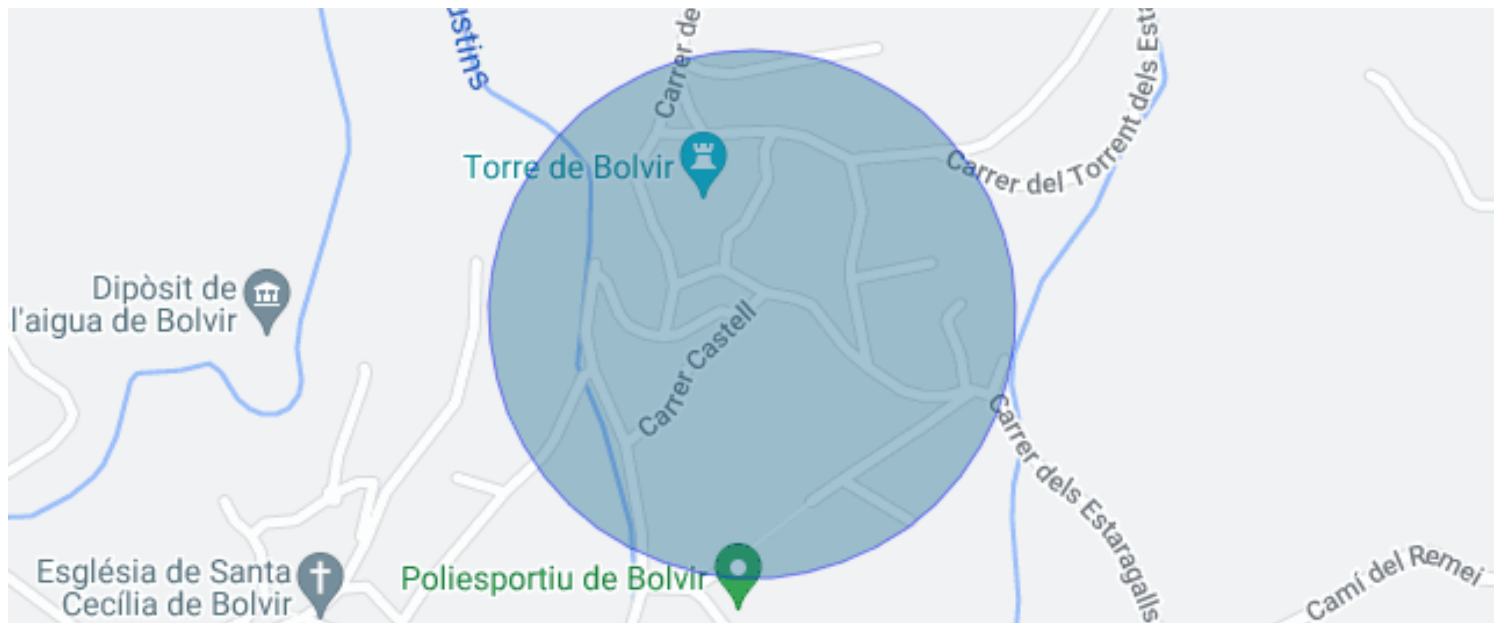 ustins
Carrer de
Torre de Bolvir
Carrer del Torrent dels Est
Dipòsit de
l'aigua de Bolvir
Carrer Castell
Carrer dels Estaragalls
Església de Santa
Cecília de Bolvir
Poliesportiu de Bolvir
Camí del Remei